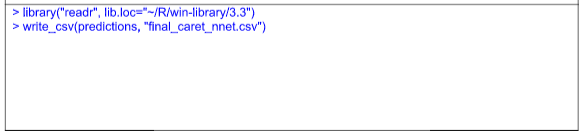 > library("readr", lib.loc="~/R/win-library/3.3")
> write_csv(predictions, "final_caret_nnet.csv")